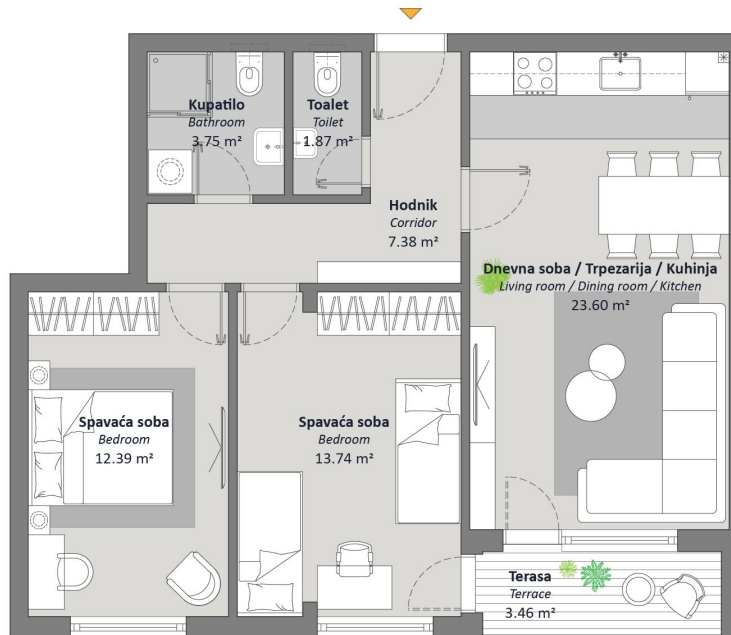 Kupatilo
Bathroom
3.75 m²
Toalet
Toilet
1.87 m²
Hodnik
Corridor
7.38 m²
Dnevna soba / Trpezarija / Kuhinja
Living room / Dining room / Kitchen
23.60 m²
Spavaća soba
Bedroom
12.39 m²
Spavaća soba
Bedroom
13.74 m²
Terasa
Terrace
3.46 m²